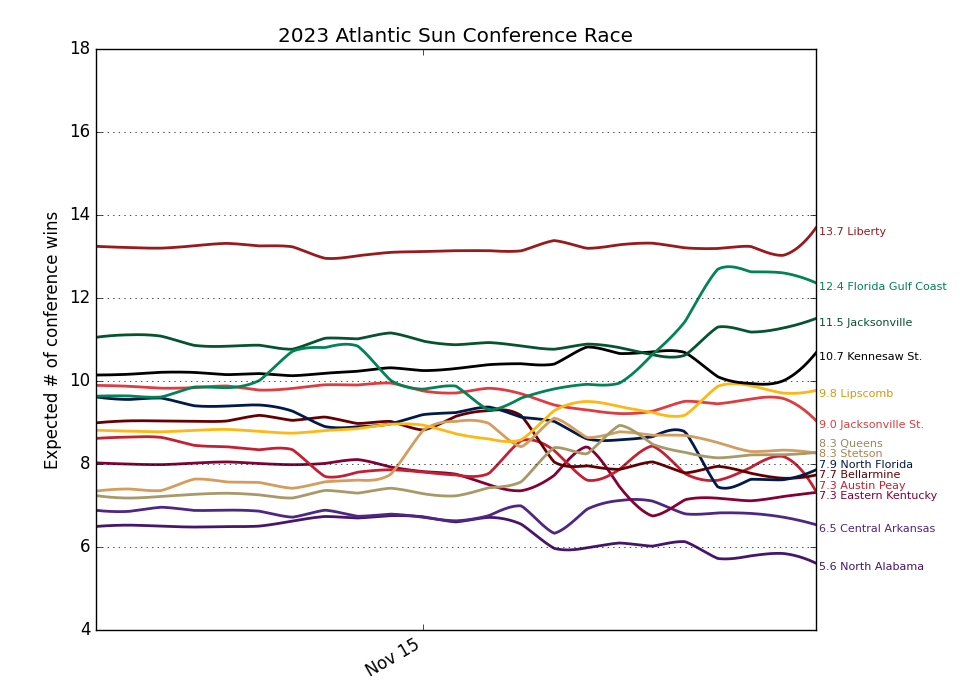 2023 Atlantic Sun Conference Race
Expected # of conference wins
18
16
14
12
10
8
6
4
Nov 15
13.7 Liberty
12.4 Florida Gulf Coast
11.5 Jacksonville
10.7 Kennesaw St.
9.8 Lipscomb
9.0 Jacksonville St.
8.3 Queens
8.3 Stetson
7.9 North Florida
7.7 Bellarmine
7.3 Austin Peay
7.3 Eastern Kentucky
6.5 Central Arkansas
5.6 North Alabama